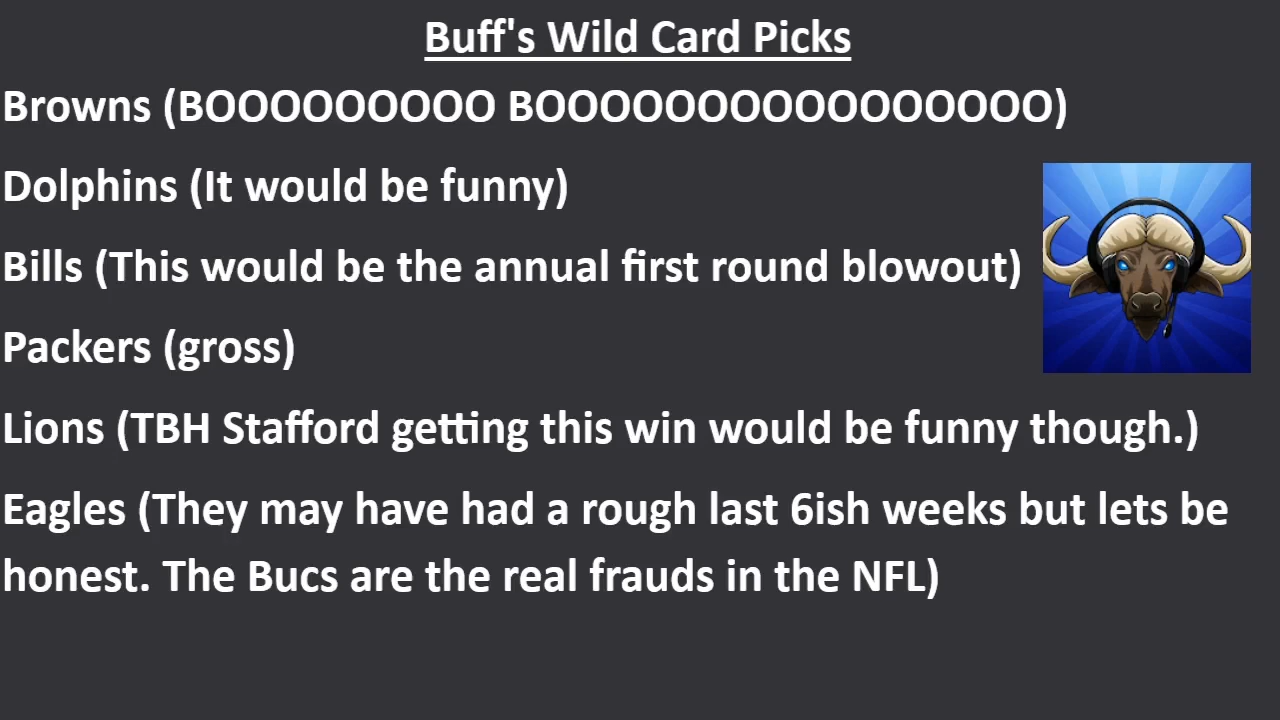 Buff's Wild Card Picks
Browns (BOOOOOOOOO BOOOOOOOOOOOOOOOO)
Dolphins (It would be funny)
Bills (This would be the annual first round blowout)
Packers (gross)
Lions (TBH Stafford getting this win would be funny though.)
Eagles (They may have had a rough last 6ish weeks but lets be
honest. The Bucs are the real frauds in the NFL)